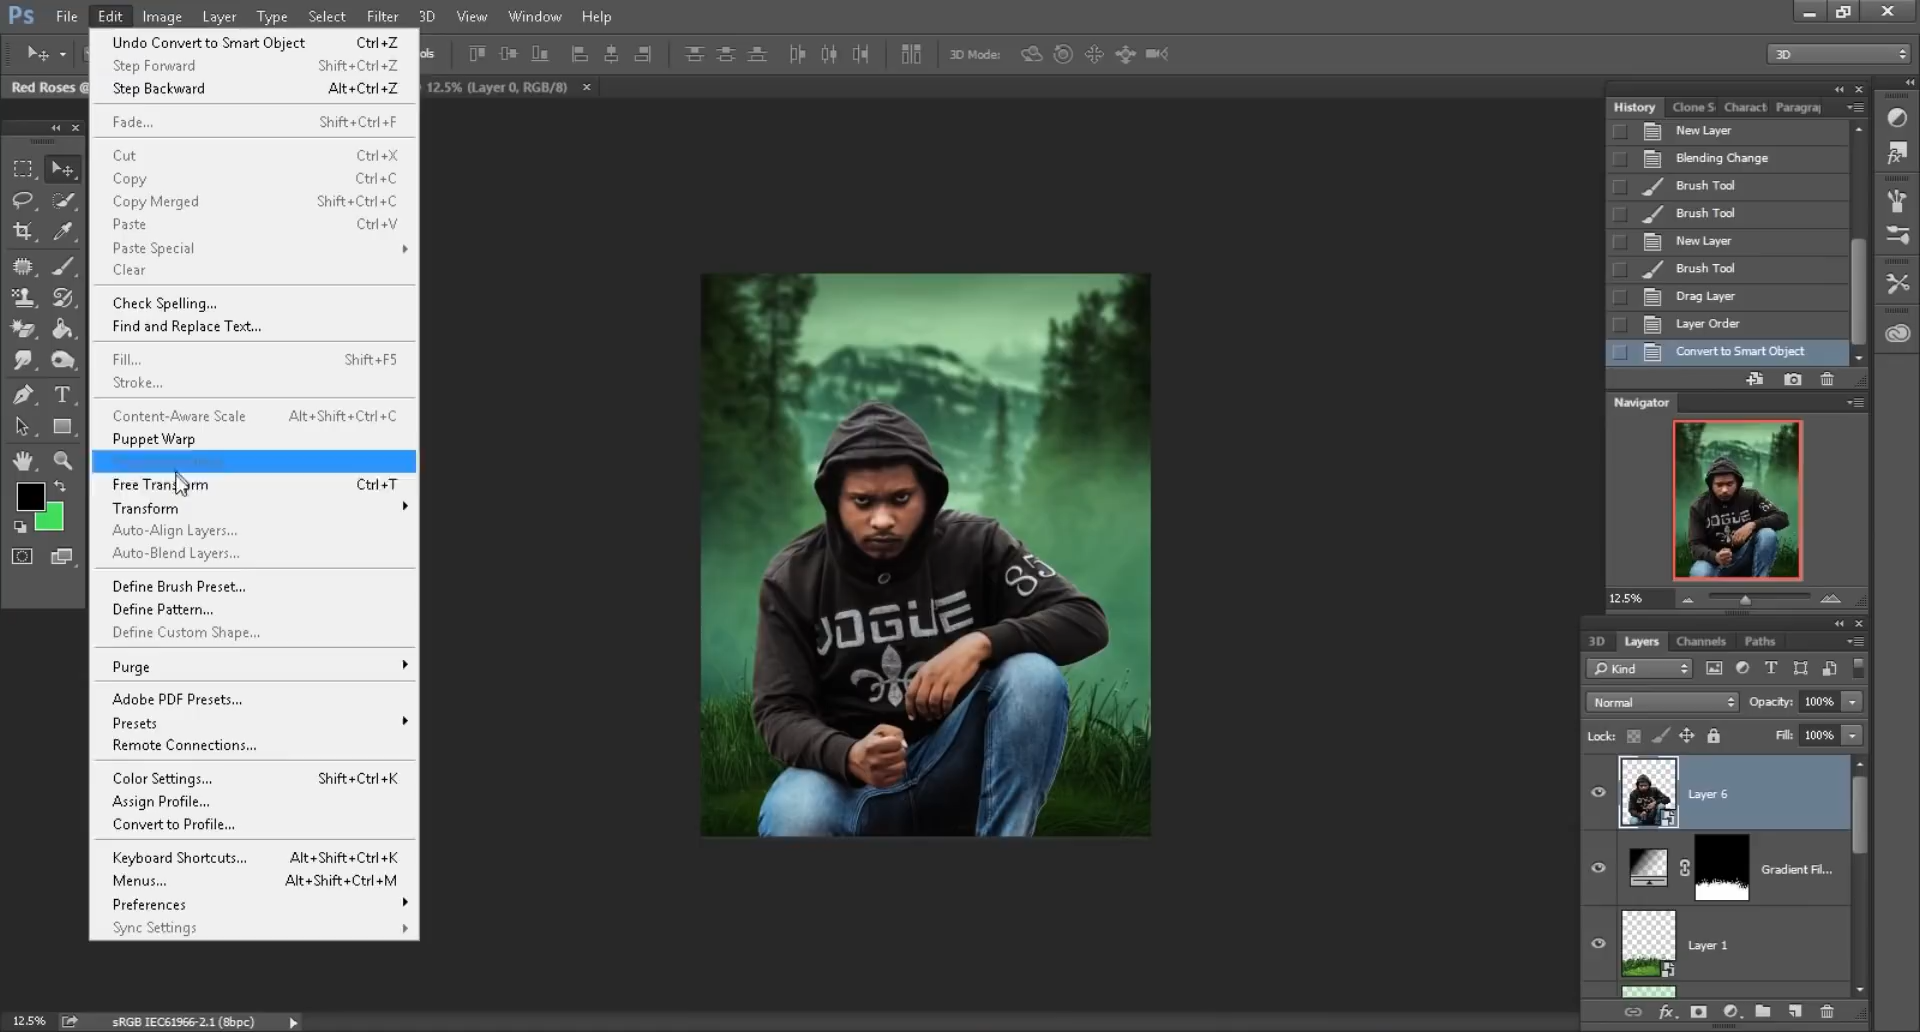 Ps File Edit Image Layer Type Select Filter 3D View Window Help
Undo Convert to Smart Object Ctrl+Z
Step Forward Shift+Ctrl+Z
Step Backward Alt+Ctrl+Z
Fade... Shift+Ctrl+F
Cut Ctrl+X
Copy Ctrl+C
Copy Merged Shift+Ctrl+C
Paste Ctrl+V
Paste Special
Clear
Check Spelling...
Find and Replace Text...
Fill... Shift+F5
Stroke...
Content-Aware Scale Alt+Shift+Ctrl+C
Puppet Warp
Free Transform Ctrl+T
Transform
Auto-Align Layers...
Auto-Blend Layers...
Define Brush Preset...
Define Pattern...
Define Custom Shape...
Purge
Adobe PDF Presets...
Presets
Remote Connections...
Color Settings... Shift+Ctrl+K
Assign Profile...
Convert to Profile...
Keyboard Shortcuts... Alt+Shift+Ctrl+K
Menus... Alt+Shift+Ctrl+M
Preferences
Sync Settings
3D Mode:
3D
Red Roses @
12.5% (Layer 0, RGB/8)
85
History Clone S Charact Paragra
New Layer
Blending Change
Brush Tool
Brush Tool
New Layer
Brush Tool
Drag Layer
Layer Order
Convert to Smart Object
Navigator
12.5%
3D Layers Channels Paths
Kind
Normal Opacity: 100%
Lock: Fill: 100%
Layer 6
Gradient Fil...
Layer 1
12.5% sRGB IEC61966-2.1 (8bpc)